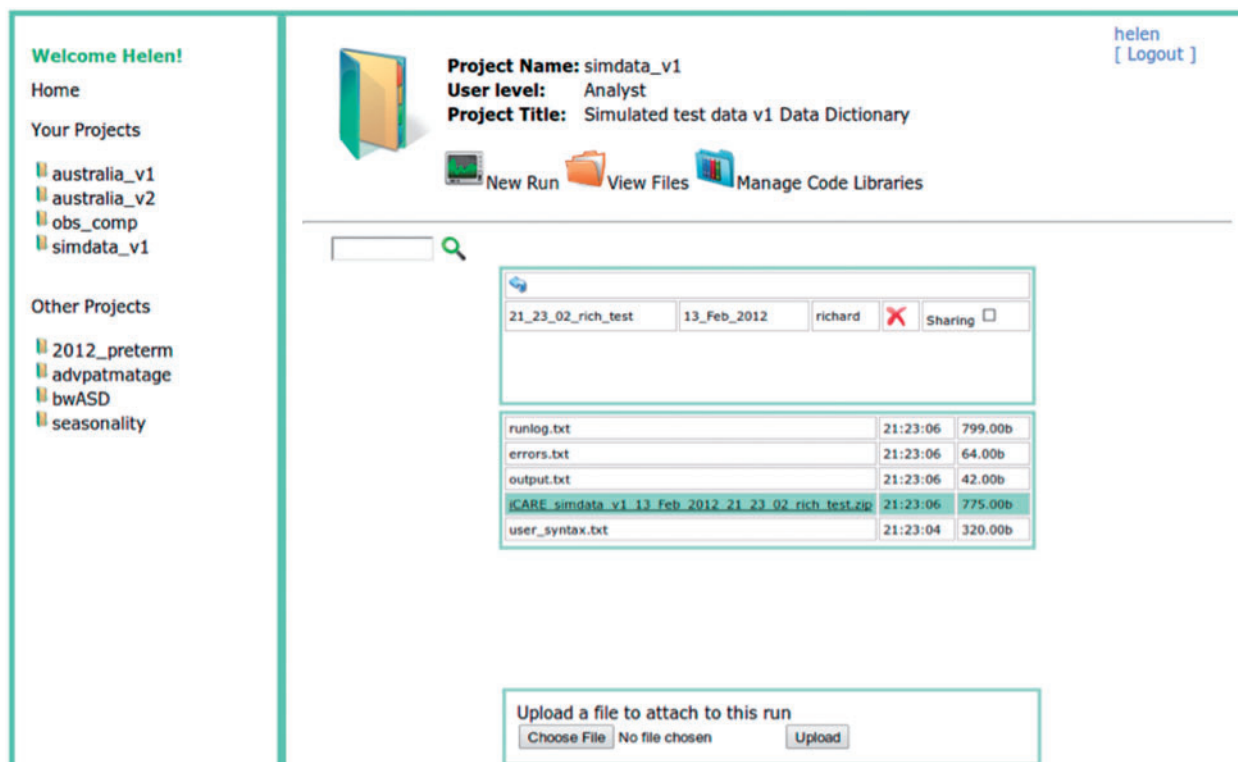 Welcome Helen!
Home
Your Projects
australia_v1
australia_v2
obs_comp
simdata_v1
Other Projects
2012_preterm
advpatmatage
bwASD
seasonality
helen
[ Logout ]
Project Name: simdata_v1
User level: Analyst
Project Title: Simulated test data v1 Data Dictionary
New Run View Files Manage Code Libraries
21_23_02_rich_test 13_Feb_2012 richard Sharing
runlog.txt 21:23:06 799.00b
errors.txt 21:23:06 64.00b
output.txt 21:23:06 42.00b
iCARE_simdata_v1_13_Feb_2012_21_23_02_rich_test.zip 21:23:06 775.00b
user_syntax.txt 21:23:04 320.00b
Upload a file to attach to this run
Choose File No file chosen Upload